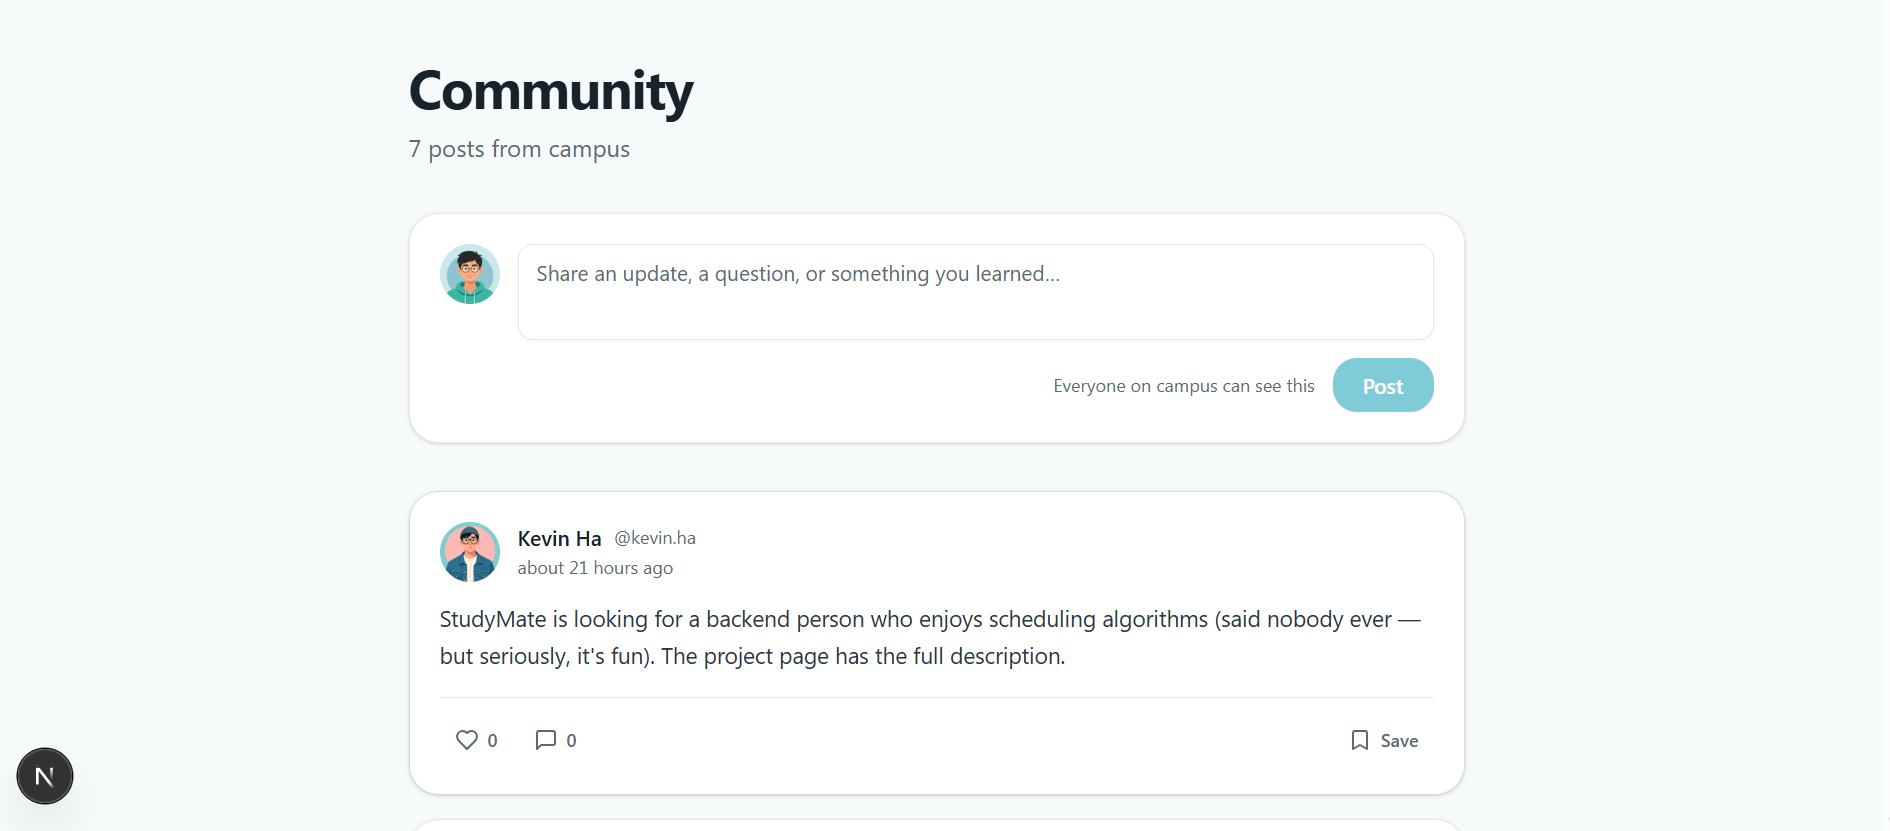 Community
7 posts from campus
Share an update, a question, or something you learned...
Everyone on campus can see this
Post
Kevin Ha @kevin.ha
about 21 hours ago
StudyMate is looking for a backend person who enjoys scheduling algorithms (said nobody ever —
but seriously, it's fun). The project page has the full description.
0
0
Save
N